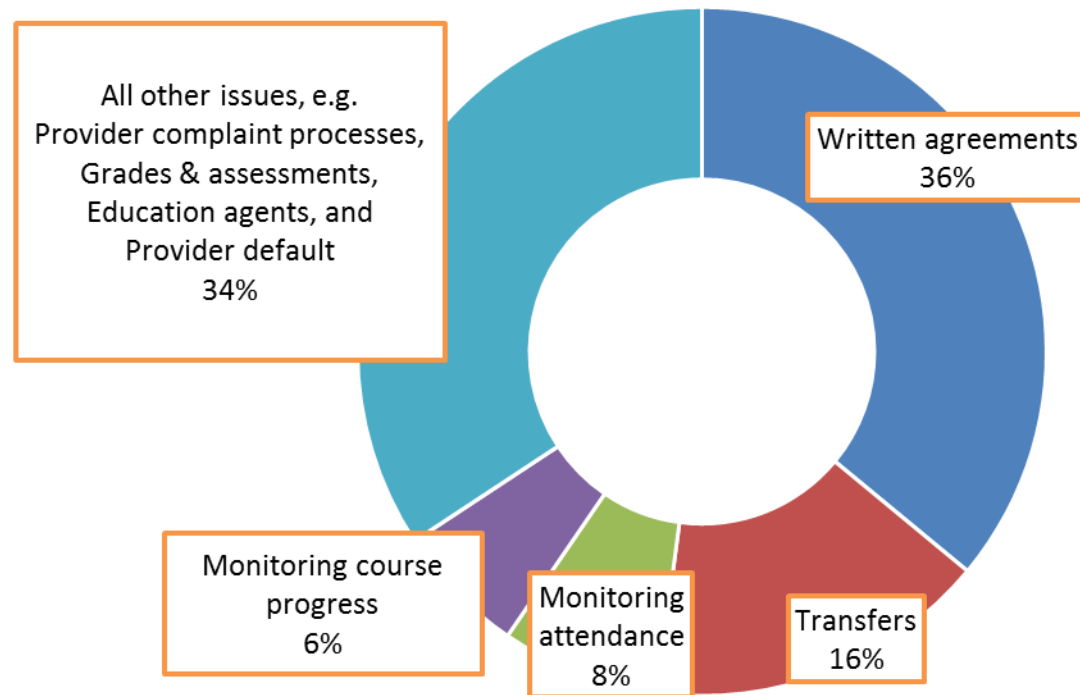 All other issues, e.g.
Provider complaint processes,
Grades & assessments,
Education agents, and
Provider default
34%
Written agreements
36%
Monitoring course
progress
6%
Monitoring
attendance
8%
Transfers
16%